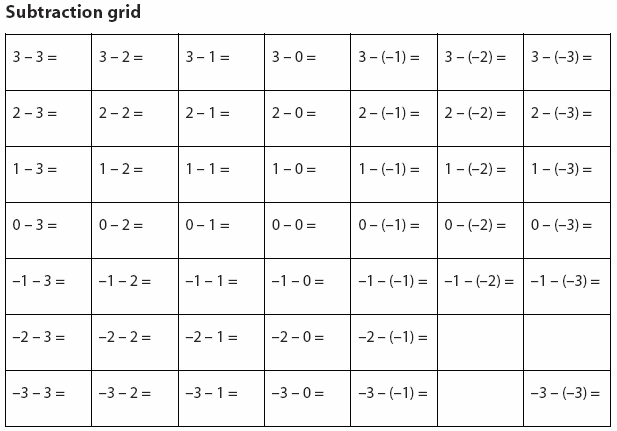 Subtraction grid
3 – 3 = 3 – 2 = 3 – 1 = 3 – 0 = 3 – (–1) = 3 – (–2) = 3 – (–3) =
2 – 3 = 2 – 2 = 2 – 1 = 2 – 0 = 2 – (–1) = 2 – (–2) = 2 – (–3) =
1 – 3 = 1 – 2 = 1 – 1 = 1 – 0 = 1 – (–1) = 1 – (–2) = 1 – (–3) =
0 – 3 = 0 – 2 = 0 – 1 = 0 – 0 = 0 – (–1) = 0 – (–2) = 0 – (–3) =
–1 – 3 = –1 – 2 = –1 – 1 = –1 – 0 = –1 – (–1) = –1 – (–2) = –1 – (–3) =
–2 – 3 = –2 – 2 = –2 – 1 = –2 – 0 = –2 – (–1) =
–3 – 3 = –3 – 2 = –3 – 1 = –3 – 0 = –3 – (–1) = –3 – (–3) =